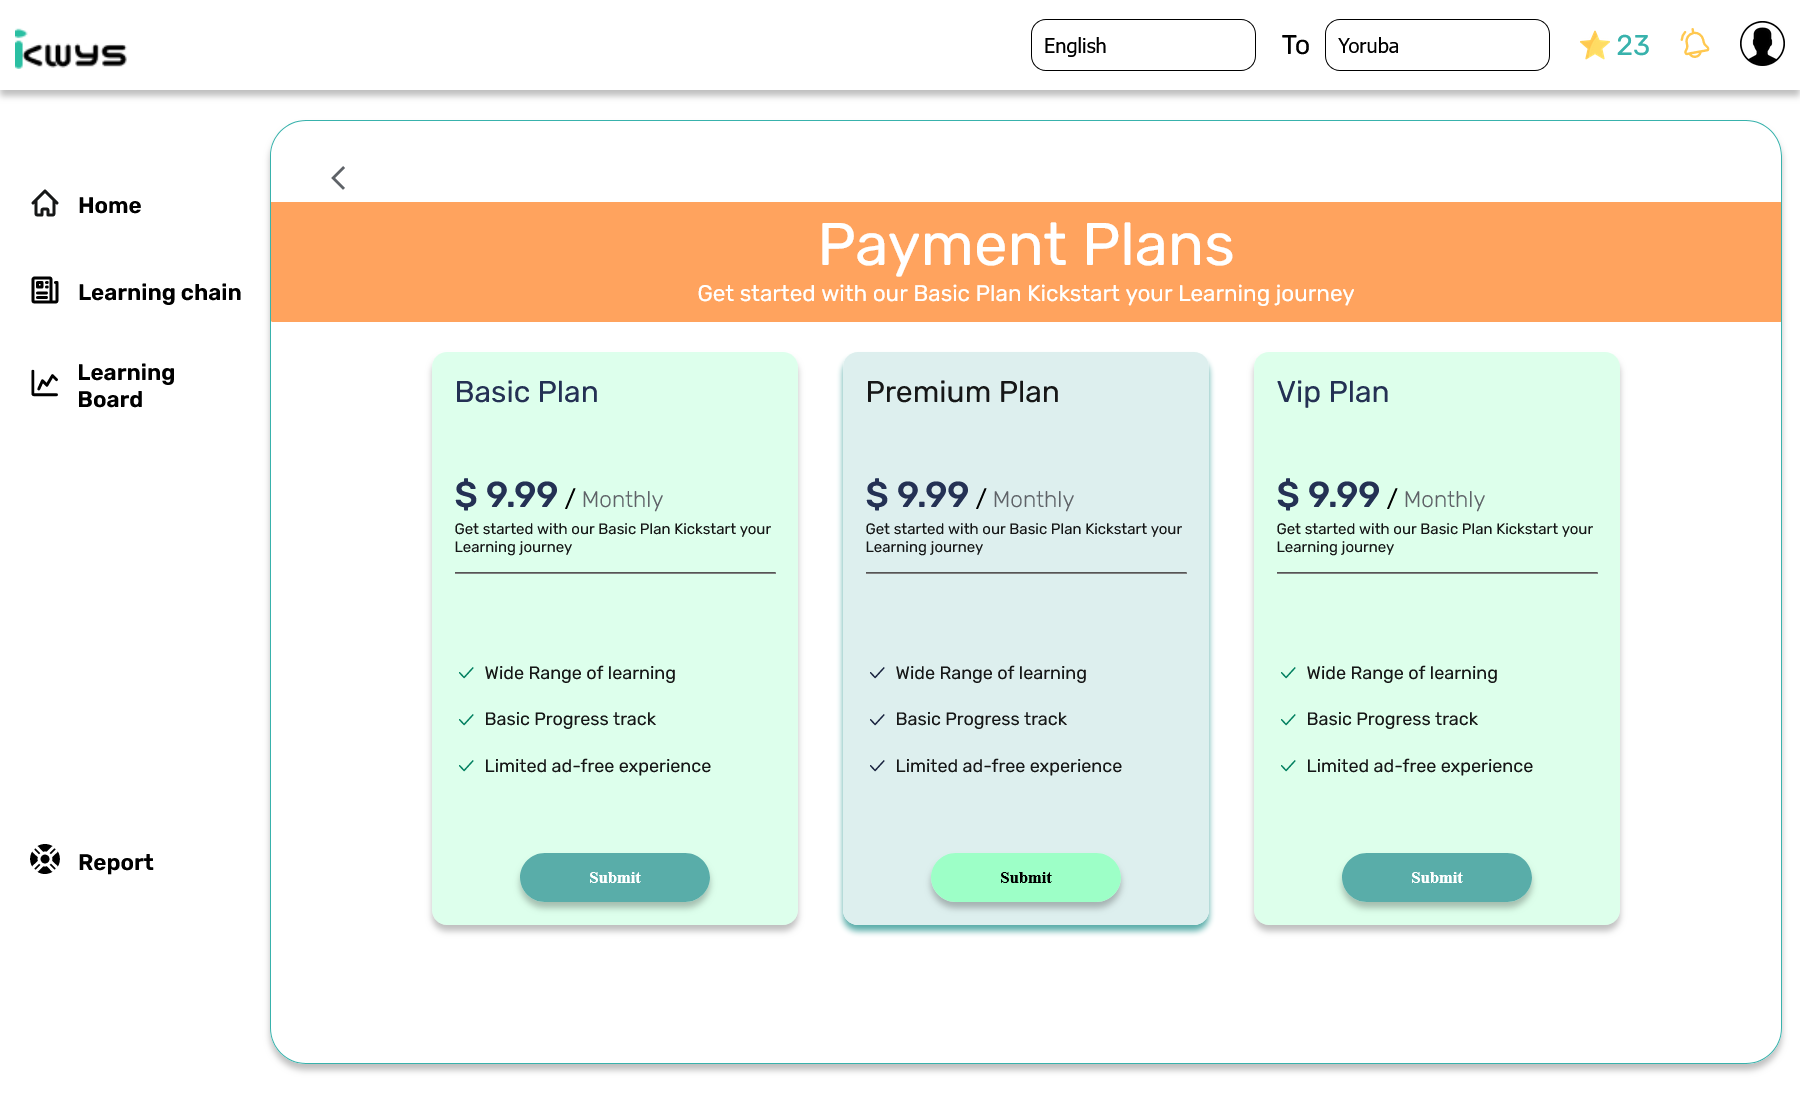 ikwys
English
To
Yoruba
23
Home
Learning chain
Learning
Board
Report
Payment Plans
Get started with our Basic Plan Kickstart your Learning journey
Basic Plan
$ 9.99 / Monthly
Get started with our Basic Plan Kickstart your
Learning journey
Wide Range of learning
Basic Progress track
Limited ad-free experience
Submit
Premium Plan
$ 9.99 / Monthly
Get started with our Basic Plan Kickstart your
Learning journey
Wide Range of learning
Basic Progress track
Limited ad-free experience
Submit
Vip Plan
$ 9.99 / Monthly
Get started with our Basic Plan Kickstart your
Learning journey
Wide Range of learning
Basic Progress track
Limited ad-free experience
Submit